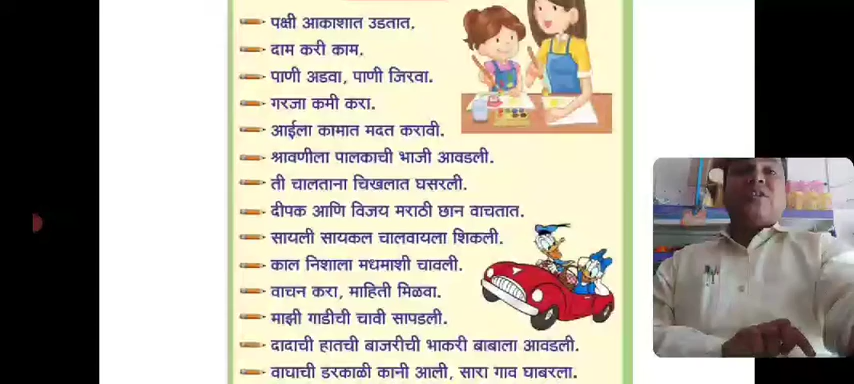 पक्षी आकाशात उडतात.
दाम करी काम.
पाणी अडवा, पाणी जिरवा.
गरजा कमी करा.
आईला कामात मदत करावी.
श्रावणीला पालकाची भाजी आवडली.
ती चालताना चिखलात घसरली.
दीपक आणि विजय मराठी छान वाचतात.
सायली सायकल चालवायला शिकली.
काल निशाला मधमाशी चावली.
वाचन करा, माहिती मिळवा.
माझी गाडीची चावी सापडली.
दादाची हातची बाजरीची भाकरी बाबाला आवडली.
वाघाची डरकाळी कानी आली, सारा गाव घाबरला.